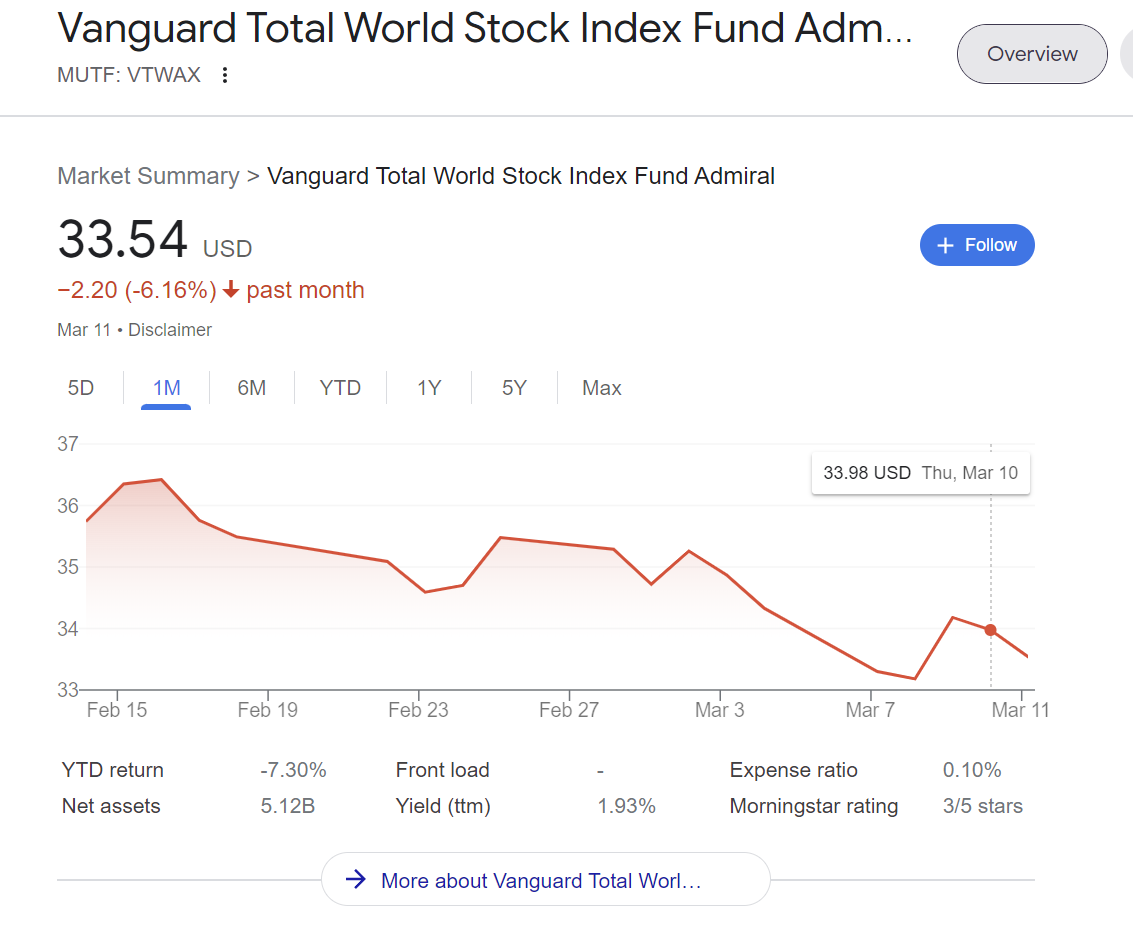 Vanguard Total World Stock Index Fund Adm...
MUTF: VTWAX
Overview
Market Summary > Vanguard Total World Stock Index Fund Admiral
33.54 USD
+ Follow
−2.20 (-6.16%) past month
Mar 11 • Disclaimer
5D 1M 6M YTD 1Y 5Y Max
37
33.98 USD Thu, Mar 10
36
35
34
33
Feb 15 Feb 19 Feb 23 Feb 27 Mar 3 Mar 7 Mar 11
YTD return -7.30% Front load - Expense ratio 0.10%
Net assets 5.12B Yield (ttm) 1.93% Morningstar rating 3/5 stars
More about Vanguard Total Worl...